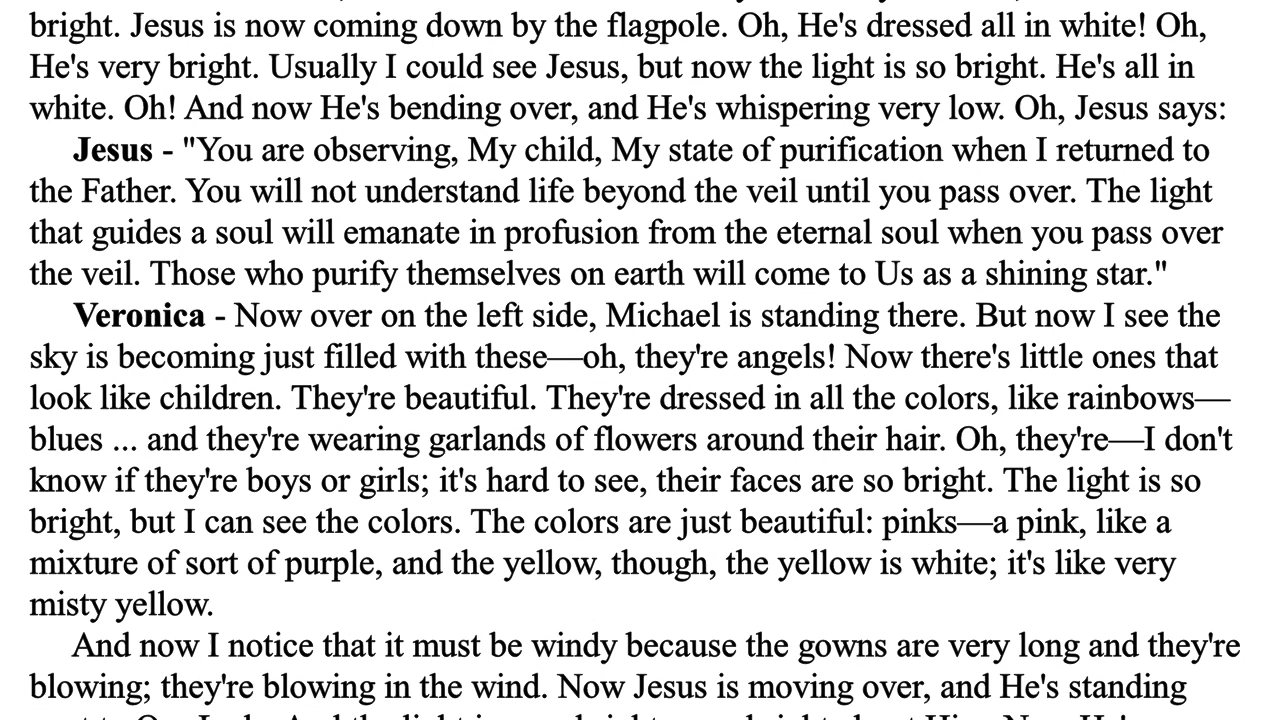 bright. Jesus is now coming down by the flagpole. Oh, He's dressed all in white! Oh,
He's very bright. Usually I could see Jesus, but now the light is so bright. He's all in
white. Oh! And now He's bending over, and He's whispering very low. Oh, Jesus says:
Jesus - "You are observing, My child, My state of purification when I returned to
the Father. You will not understand life beyond the veil until you pass over. The light
that guides a soul will emanate in profusion from the eternal soul when you pass over
the veil. Those who purify themselves on earth will come to Us as a shining star."
Veronica - Now over on the left side, Michael is standing there. But now I see the
sky is becoming just filled with these—oh, they're angels! Now there's little ones that
look like children. They're beautiful. They're dressed in all the colors, like rainbows—
blues ... and they're wearing garlands of flowers around their hair. Oh, they're—I don't
know if they're boys or girls; it's hard to see, their faces are so bright. The light is so
bright, but I can see the colors. The colors are just beautiful: pinks—a pink, like a
mixture of sort of purple, and the yellow, though, the yellow is white; it's like very
misty yellow.
And now I notice that it must be windy because the gowns are very long and they're
blowing; they're blowing in the wind. Now Jesus is moving over, and He's standing